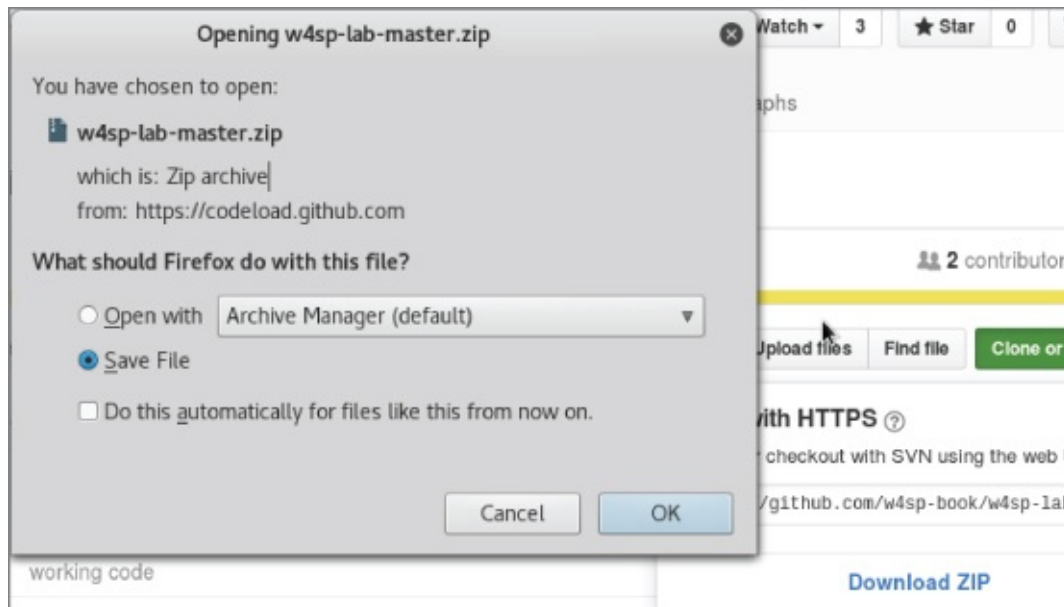 Opening w4sp-lab-master.zip
You have chosen to open:
w4sp-lab-master.zip
which is: Zip archive
from: https://codeload.github.com
What should Firefox do with this file?
Open with Archive Manager (default)
Save File
Do this automatically for files like this from now on.
Cancel OK
Watch 3 Star 0
aphs
2 contributor
Upload files Find file Clone or
with HTTPS
checkout with SVN using the web
/github.com/w4sp-book/w4sp-lab
Download ZIP
working code